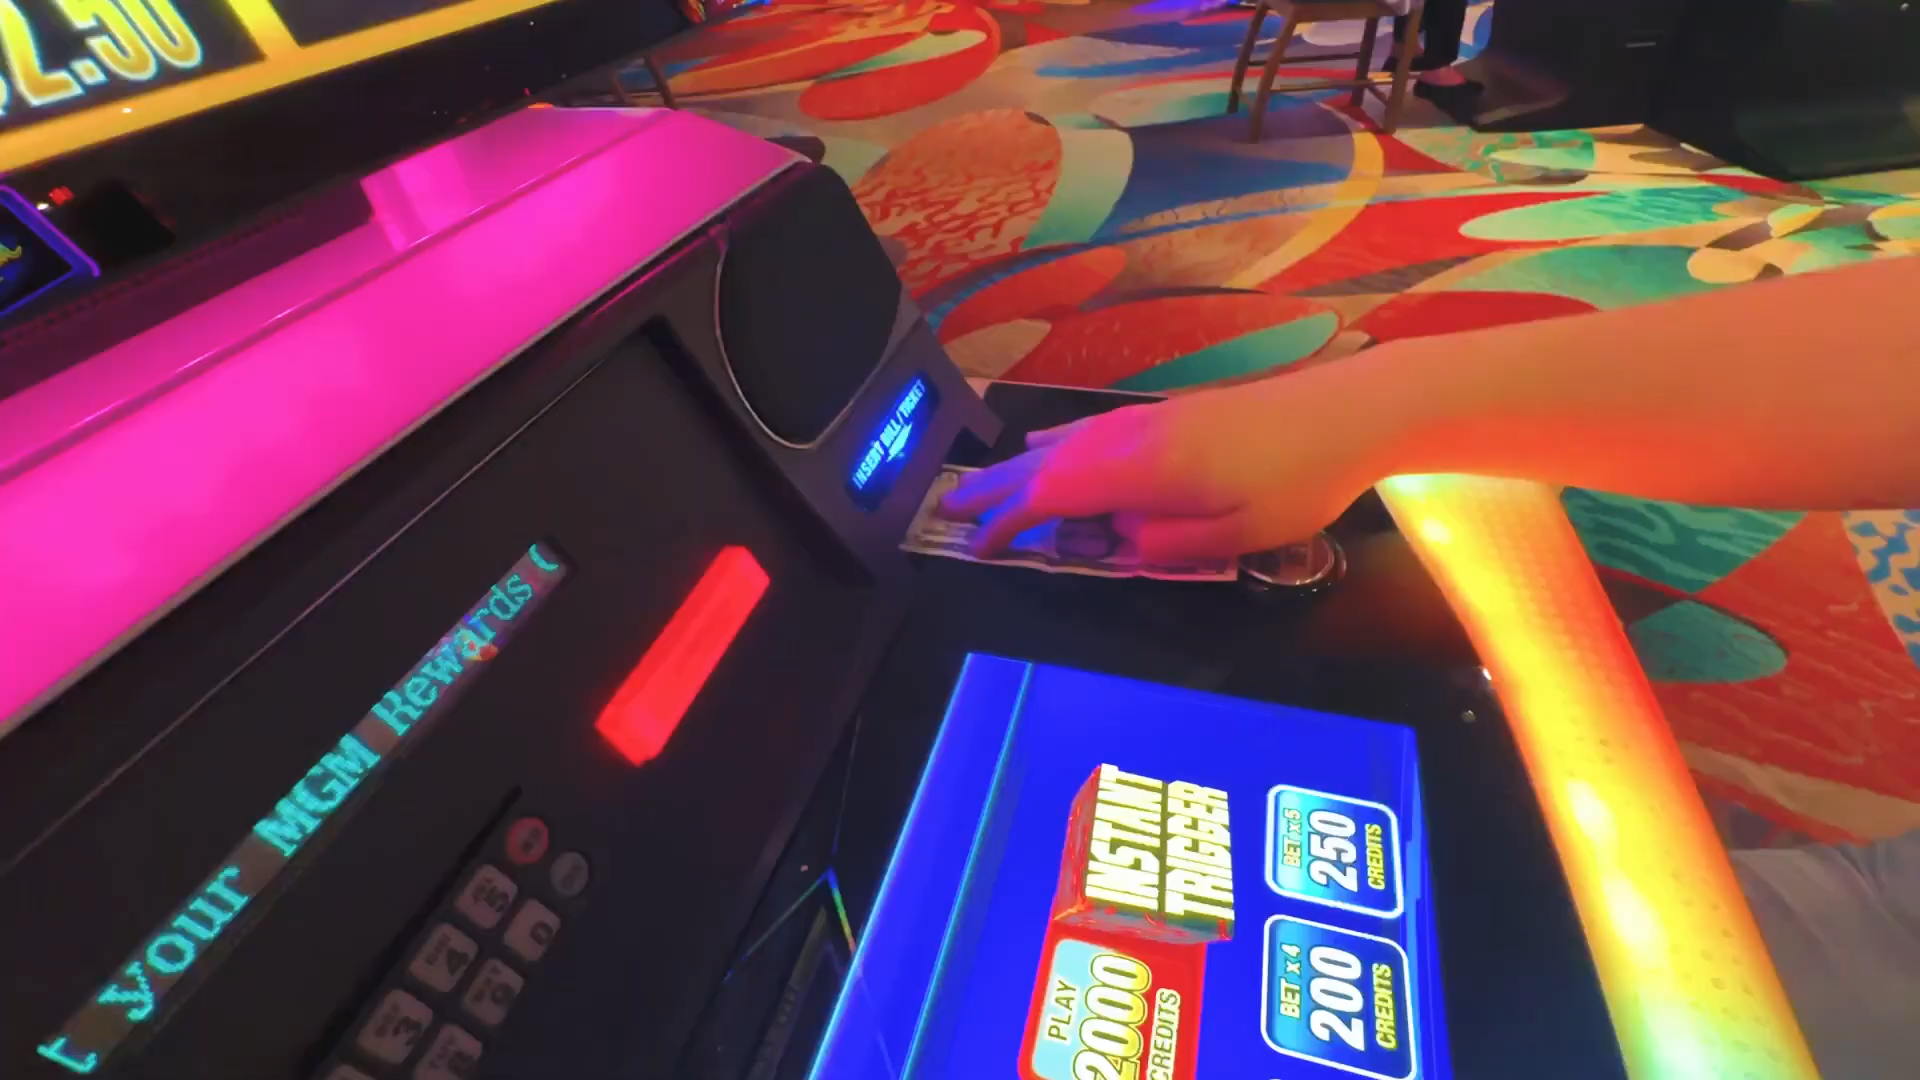 $2.50
INSERT BILL/TICKET
t your MGM Rewards (
INSTANT
TRIGGER
PLAY
2000
CREDITS
BET x 5
250
CREDITS
BET x 4
200
CREDITS